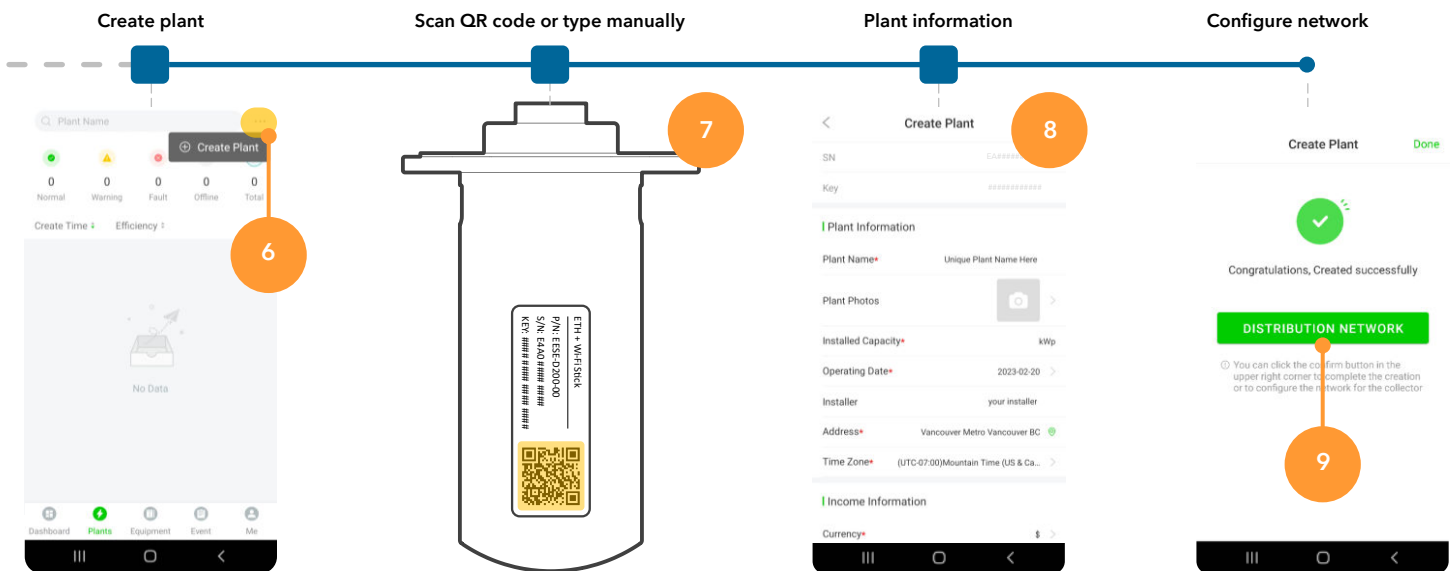 Create plant
Scan QR code or type manually
Plant information
Configure network
Plant Name
...
Create Plant
0
0
0
0
0
Normal
Warning
Fault
Offline
Total
Create Time
Efficiency
6
No Data
Dashboard
Plants
Equipment
Event
Me
7
ETH + Wi-Fi Stick
P/N: EESE-D200-00
S/N: E4A0 #### #### ####
KEY: #### #### #### ####
Create Plant
8
SN
EA##########
Key
############
Plant Information
Plant Name*
Unique Plant Name Here
Plant Photos
Installed Capacity*
kWp
Operating Date*
2023-02-20
Installer
your installer
Address*
Vancouver Metro Vancouver BC
Time Zone*
(UTC-07:00)Mountain Time (US & Ca...
Income Information
Currency*
$
Create Plant
Done
Congratulations, Created successfully
DISTRIBUTION NETWORK
You can click the confirm button in the
upper right corner to complete the creation
or to configure the network for the collector
9